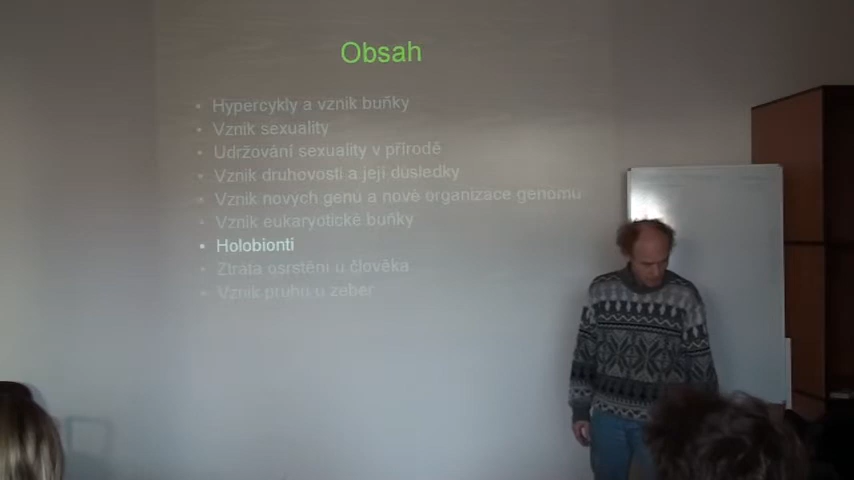 Obsah
• Hypercykly a vznik buňky
• Vznik sexuality
• Udržování sexuality v přírodě
• Vznik druhovosti a její důsledky
• Vznik nových genů a nové organizace genomu
• Vznik eukaryotické buňky
• Holobionti
• Ztráta osrstění u člověka
• Vznik pruhů u zeber